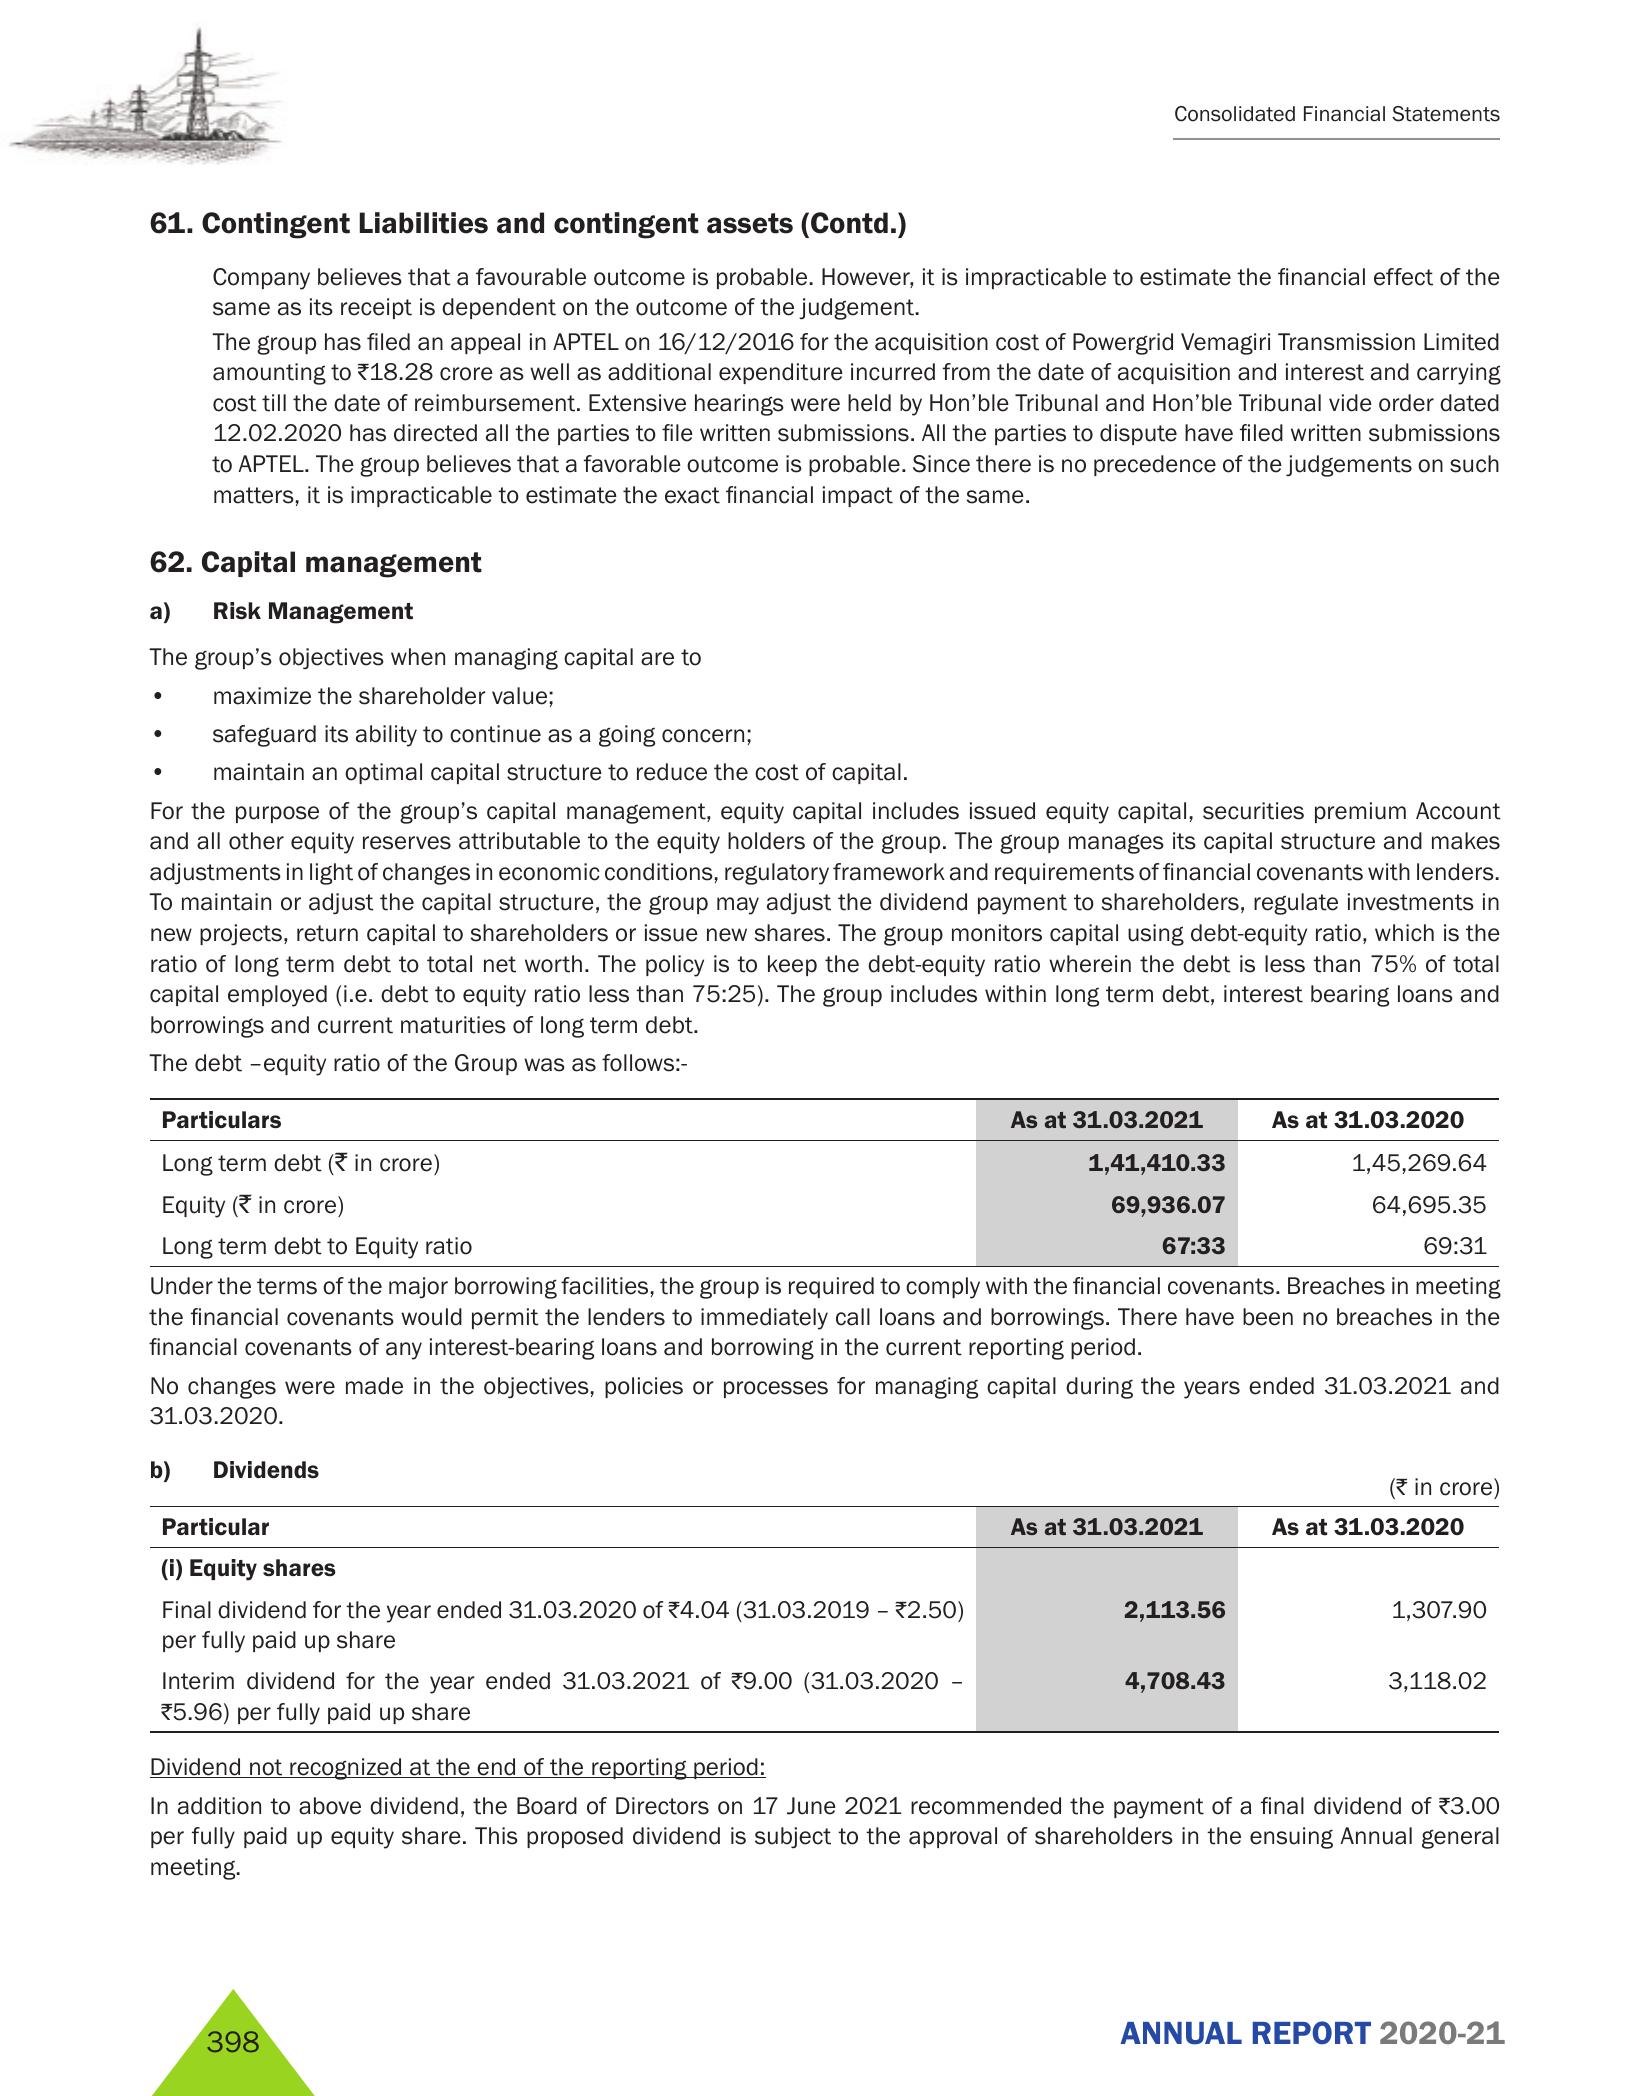 Consolidated Financial Statements
61. Contingent Liabilities and contingent assets (Contd.)
Company believes that a favourable outcome is probable. However, it is impracticable to estimate the financial effect of the
same as its receipt is dependent on the outcome of the judgement.
The group has filed an appeal in APTEL on 16/12/2016 for the acquisition cost of Powergrid Vemagiri Transmission Limited
amounting to ₹18.28 crore as well as additional expenditure incurred from the date of acquisition and interest and carrying
cost till the date of reimbursement. Extensive hearings were held by Hon’ble Tribunal and Hon’ble Tribunal vide order dated
12.02.2020 has directed all the parties to file written submissions. All the parties to dispute have filed written submissions
to APTEL. The group believes that a favorable outcome is probable. Since there is no precedence of the judgements on such
matters, it is impracticable to estimate the exact financial impact of the same.
62. Capital management
a) Risk Management
The group’s objectives when managing capital are to
• maximize the shareholder value;
• safeguard its ability to continue as a going concern;
• maintain an optimal capital structure to reduce the cost of capital.
For the purpose of the group’s capital management, equity capital includes issued equity capital, securities premium Account
and all other equity reserves attributable to the equity holders of the group. The group manages its capital structure and makes
adjustments in light of changes in economic conditions, regulatory framework and requirements of financial covenants with lenders.
To maintain or adjust the capital structure, the group may adjust the dividend payment to shareholders, regulate investments in
new projects, return capital to shareholders or issue new shares. The group monitors capital using debt-equity ratio, which is the
ratio of long term debt to total net worth. The policy is to keep the debt-equity ratio wherein the debt is less than 75% of total
capital employed (i.e. debt to equity ratio less than 75:25). The group includes within long term debt, interest bearing loans and
borrowings and current maturities of long term debt.
The debt –equity ratio of the Group was as follows:-
Particulars As at 31.03.2021 As at 31.03.2020
Long term debt (₹ in crore) 1,41,410.33 1,45,269.64
Equity (₹ in crore) 69,936.07 64,695.35
Long term debt to Equity ratio 67:33 69:31
Under the terms of the major borrowing facilities, the group is required to comply with the financial covenants. Breaches in meeting
the financial covenants would permit the lenders to immediately call loans and borrowings. There have been no breaches in the
financial covenants of any interest-bearing loans and borrowing in the current reporting period.
No changes were made in the objectives, policies or processes for managing capital during the years ended 31.03.2021 and
31.03.2020.
b) Dividends
(₹ in crore)
Particular As at 31.03.2021 As at 31.03.2020
(i) Equity shares
Final dividend for the year ended 31.03.2020 of ₹4.04 (31.03.2019 – ₹2.50) 2,113.56 1,307.90
per fully paid up share
Interim dividend for the year ended 31.03.2021 of ₹9.00 (31.03.2020 – 4,708.43 3,118.02
₹5.96) per fully paid up share
Dividend not recognized at the end of the reporting period:
In addition to above dividend, the Board of Directors on 17 June 2021 recommended the payment of a final dividend of ₹3.00
per fully paid up equity share. This proposed dividend is subject to the approval of shareholders in the ensuing Annual general
meeting.
398
ANNUAL REPORT 2020-21